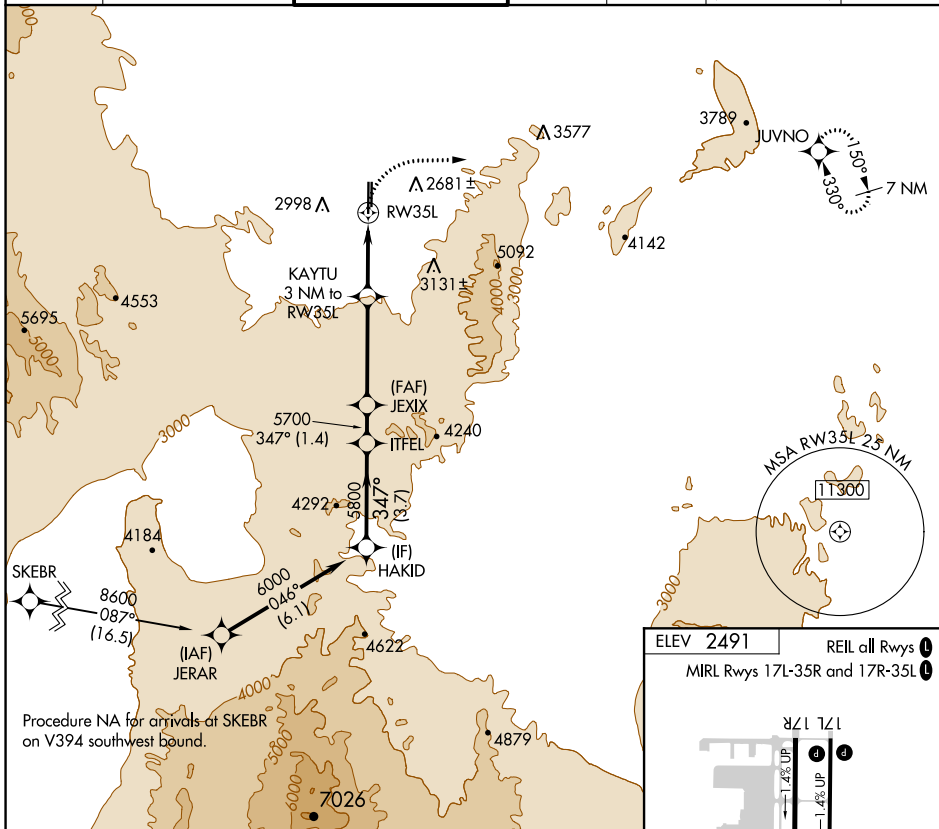 3789
JUVNO
150°
330°
7 NM
3577
2681±
2998
RW35L
4142
5092
3131±
KAYTU
3 NM to
RW35L
4553
5695
5000
4000
3000
(FAF)
JEXIX
5700
347° (1.4)
ITFEL
4240
3000
MSA RW35L 25 NM
11300
4292
5800
347°
(3.7)
4184
(IF)
HAKID
3000
SKEBR
8600
087°
(16.5)
6000
046°
(6.1)
(IAF)
JERAR
4622
4000
Procedure NA for arrivals at SKEBR
on V394 southwest bound.
5000
6000
4879
7026
ELEV 2491
REIL all Rwys L
MIRL Rwys 17L-35R and 17R-35L L
17R
17L
P
P
1.4% UP
1.4% UP